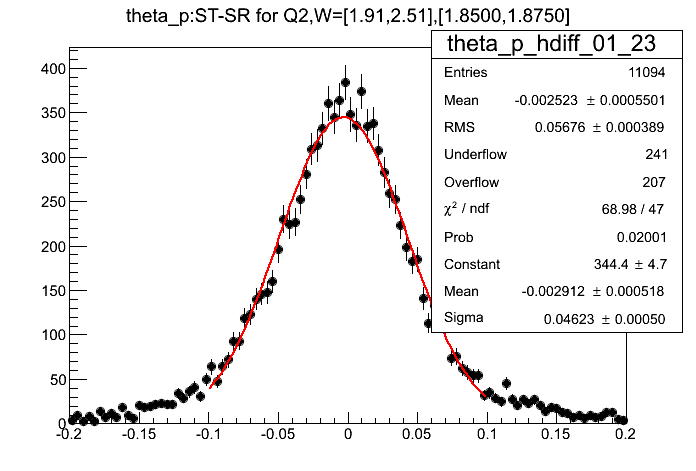 theta_p:ST-SR for Q2,W=[1.91,2.51],[1.8500,1.8750]
theta_p_hdiff_01_23
Entries 11094
Mean -0.002523 ± 0.0005501
RMS 0.05676 ± 0.000389
Underflow 241
Overflow 207
χ² / ndf 68.98 / 47
Prob 0.02001
Constant 344.4 ± 4.7
Mean -0.002912 ± 0.000518
Sigma 0.04623 ± 0.00050
400
350
300
250
200
150
100
50
0
-0.2 -0.15 -0.1 -0.05 0 0.05 0.1 0.15 0.2